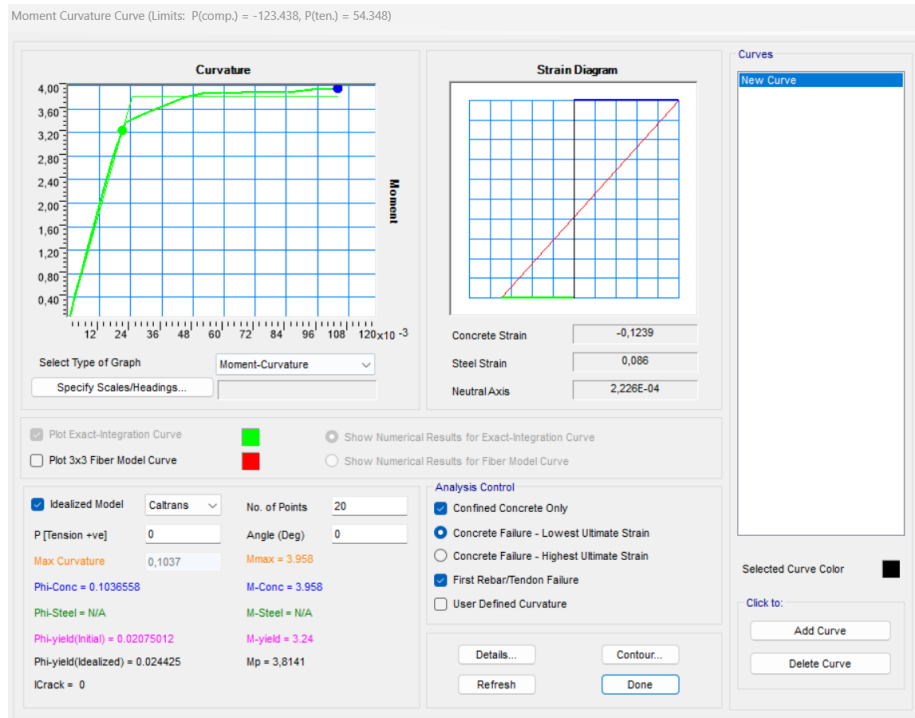 Moment Curvature Curve (Limits:  P(comp.) = -123.438, P(ten.) = 54.348)
Curvature
4,00
3,60
3,20
2,80
2,40
2,00
1,60
1,20
0,80
0,40
Moment
12 24 36 48 60 72 84 96 108 120x10 -3
Select Type of Graph
Moment-Curvature
Specify Scales/Headings...
Strain Diagram
Concrete Strain
-0,1239
Steel Strain
0,086
Neutral Axis
2,226E-04
Plot Exact-Integration Curve
Show Numerical Results for Exact-Integration Curve
Plot 3x3 Fiber Model Curve
Show Numerical Results for Fiber Model Curve
Idealized Model
Caltrans
No. of Points
20
P [Tension +ve]
0
Angle (Deg)
0
Max Curvature
0,1037
Mmax = 3.958
Phi-Conc = 0.1036558
M-Conc = 3.958
Phi-Steel = N/A
M-Steel = N/A
Phi-yield(Initial) = 0.02075012
M-yield = 3.24
Phi-yield(Idealized) = 0.024425
Mp = 3,8141
ICrack =  0
Analysis Control
Confined Concrete Only
Concrete Failure - Lowest Ultimate Strain
Concrete Failure - Highest Ultimate Strain
First Rebar/Tendon Failure
User Defined Curvature
Details...
Contour...
Refresh
Done
Curves
New Curve
Selected Curve Color
Click to:
Add Curve
Delete Curve